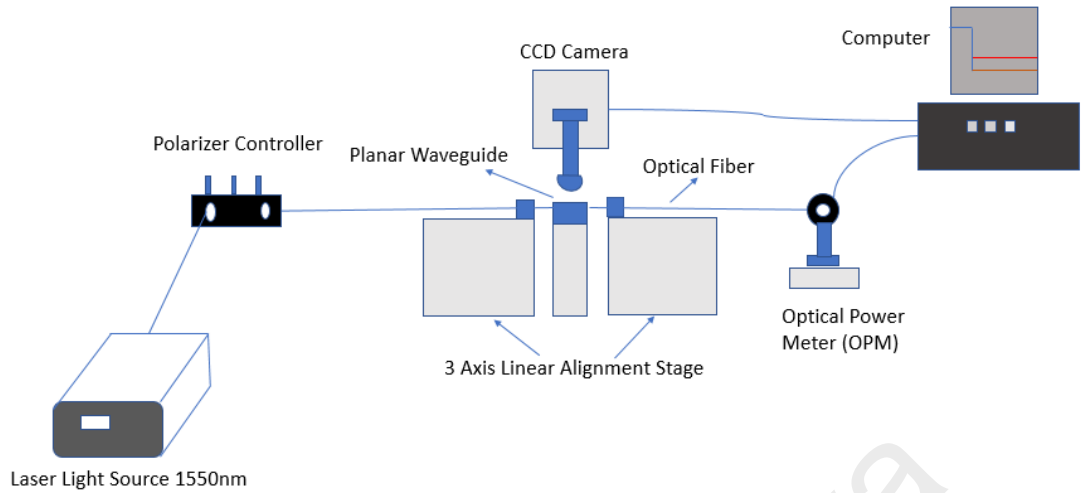 CCD Camera
Computer
Polarizer Controller
Planar Waveguide
Optical Fiber
Optical Power
Meter (OPM)
3 Axis Linear Alignment Stage
Laser Light Source 1550nm